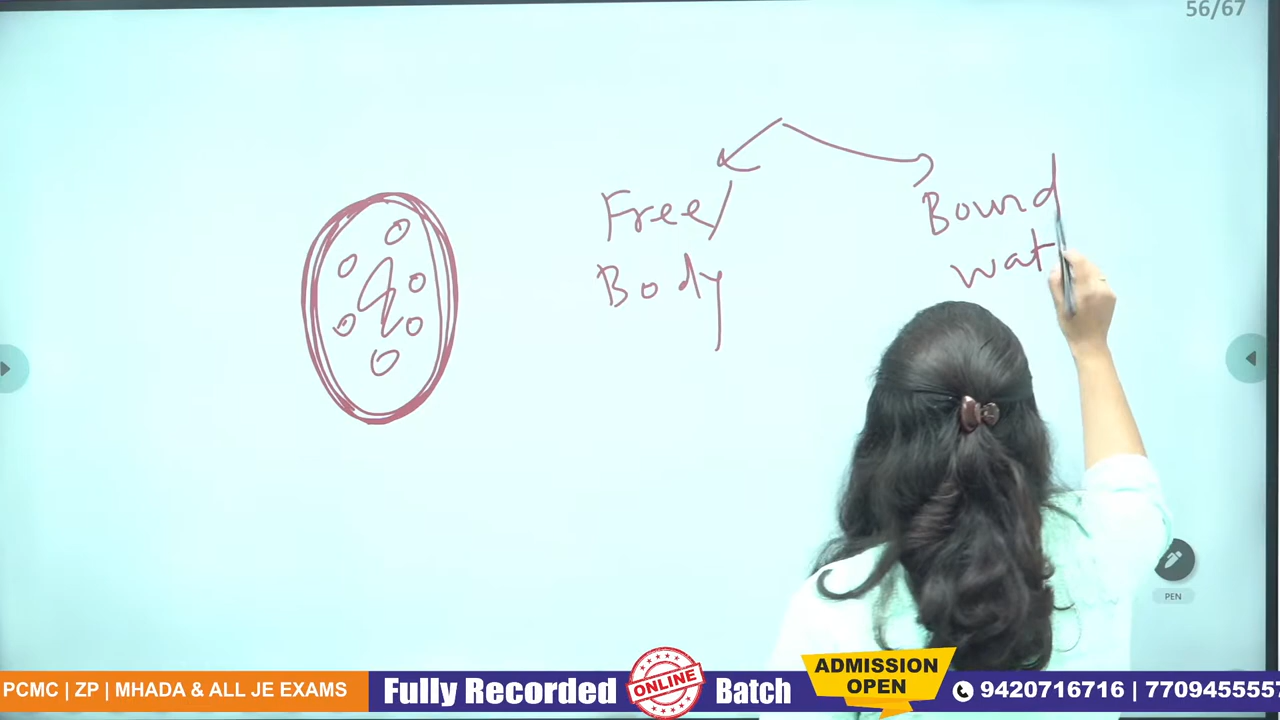 56/67
Free/
Body
Bound
wat
PEN
PCMC | ZP | MHADA & ALL JE EXAMS
Fully Recorded
ONLINE
Batch
ADMISSION
OPEN
9420716716 | 7709455557